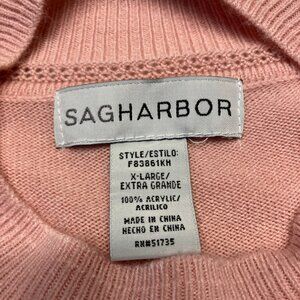 SAGHARBOR
STYLE/ESTILO:
F83861KH
X-LARGE/
EXTRA GRANDE
100% ACRYLIC/
ACRILICO
MADE IN CHINA
HECHO EN CHINA
RN#51735